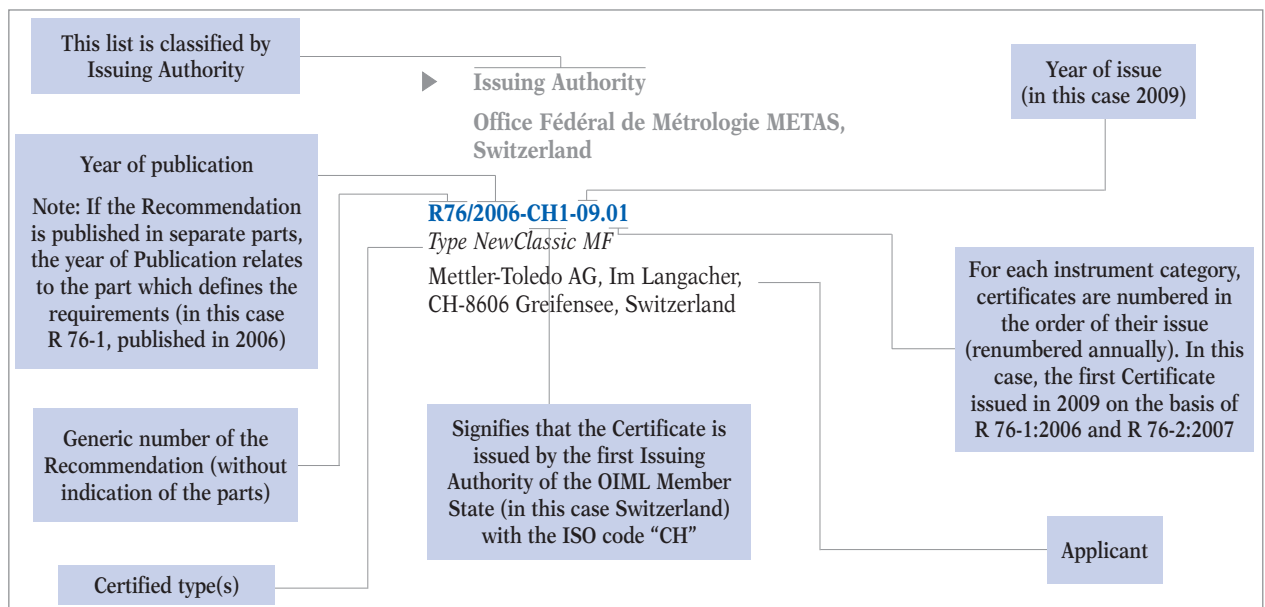 This list is classified by
Issuing Authority
Issuing Authority
Office Fédéral de Métrologie METAS,
Switzerland
Year of issue
(in this case 2009)
Year of publication
Note: If the Recommendation
is published in separate parts,
the year of Publication relates
to the part which defines the
requirements (in this case
R 76-1, published in 2006)
R76/2006-CH1-09.01
Type NewClassic MF
Mettler-Toledo AG, Im Langacher,
CH-8606 Greifensee, Switzerland
For each instrument category,
certificates are numbered in
the order of their issue
(renumbered annually). In this
case, the first Certificate
issued in 2009 on the basis of
R 76-1:2006 and R 76-2:2007
Generic number of the
Recommendation (without
indication of the parts)
Signifies that the Certificate is
issued by the first Issuing
Authority of the OIML Member
State (in this case Switzerland)
with the ISO code “CH”
Applicant
Certified type(s)